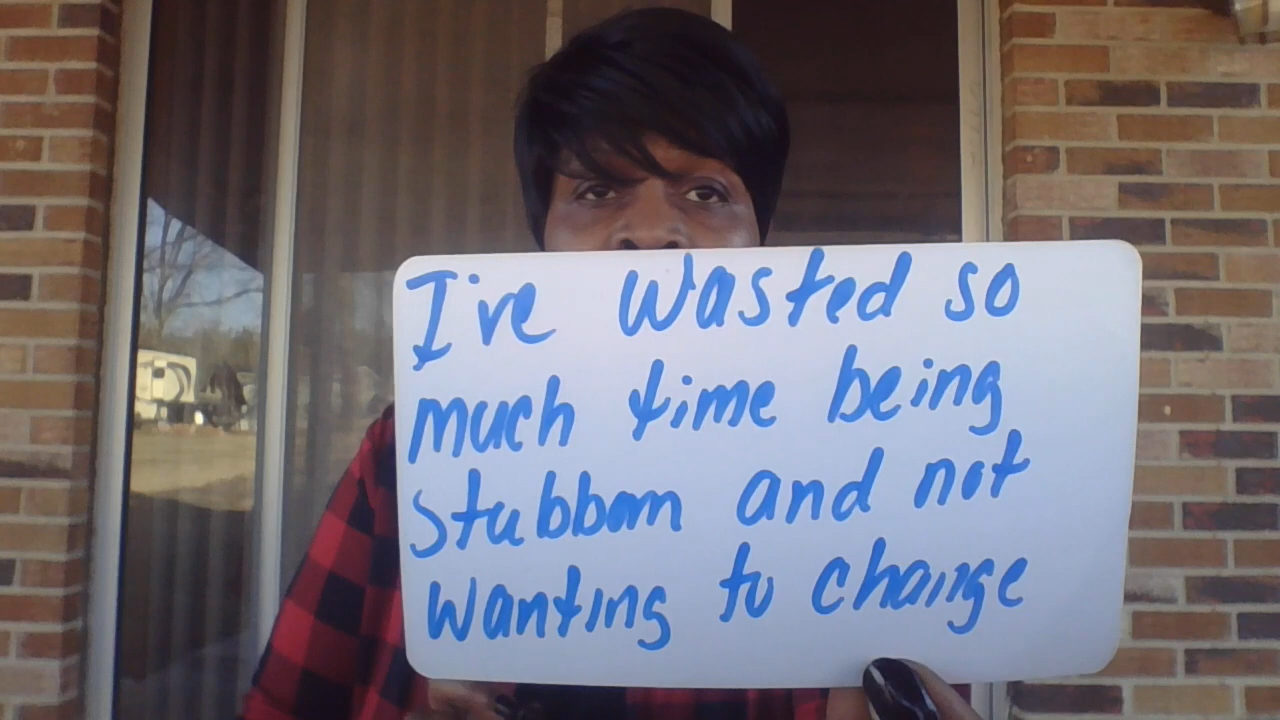 I've wasted so
much time being
stubborn and not
wanting to change